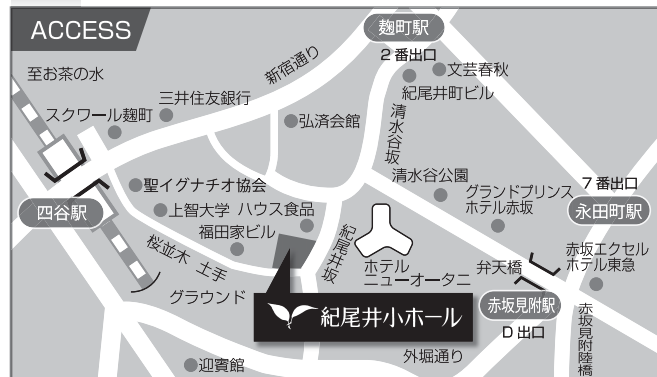 ACCESS
麹町駅
2番出口
文芸春秋
紀尾井町ビル
新宿通り
至お茶の水
三井住友銀行
スクワール麹町
弘済会館
清水谷坂
清水谷公園
7番出口
永田町駅
グランドプリンス
ホテル赤坂
聖イグナチオ協会
四谷駅
上智大学
ハウス食品
福田家ビル
桜並木 土手
グラウンド
紀尾井坂
ホテル
ニューオータニ
弁天橋
赤坂エクセル
ホテル東急
赤坂見附駅
D出口
紀尾井小ホール
赤坂見附陸橋
外堀通り
迎賓館